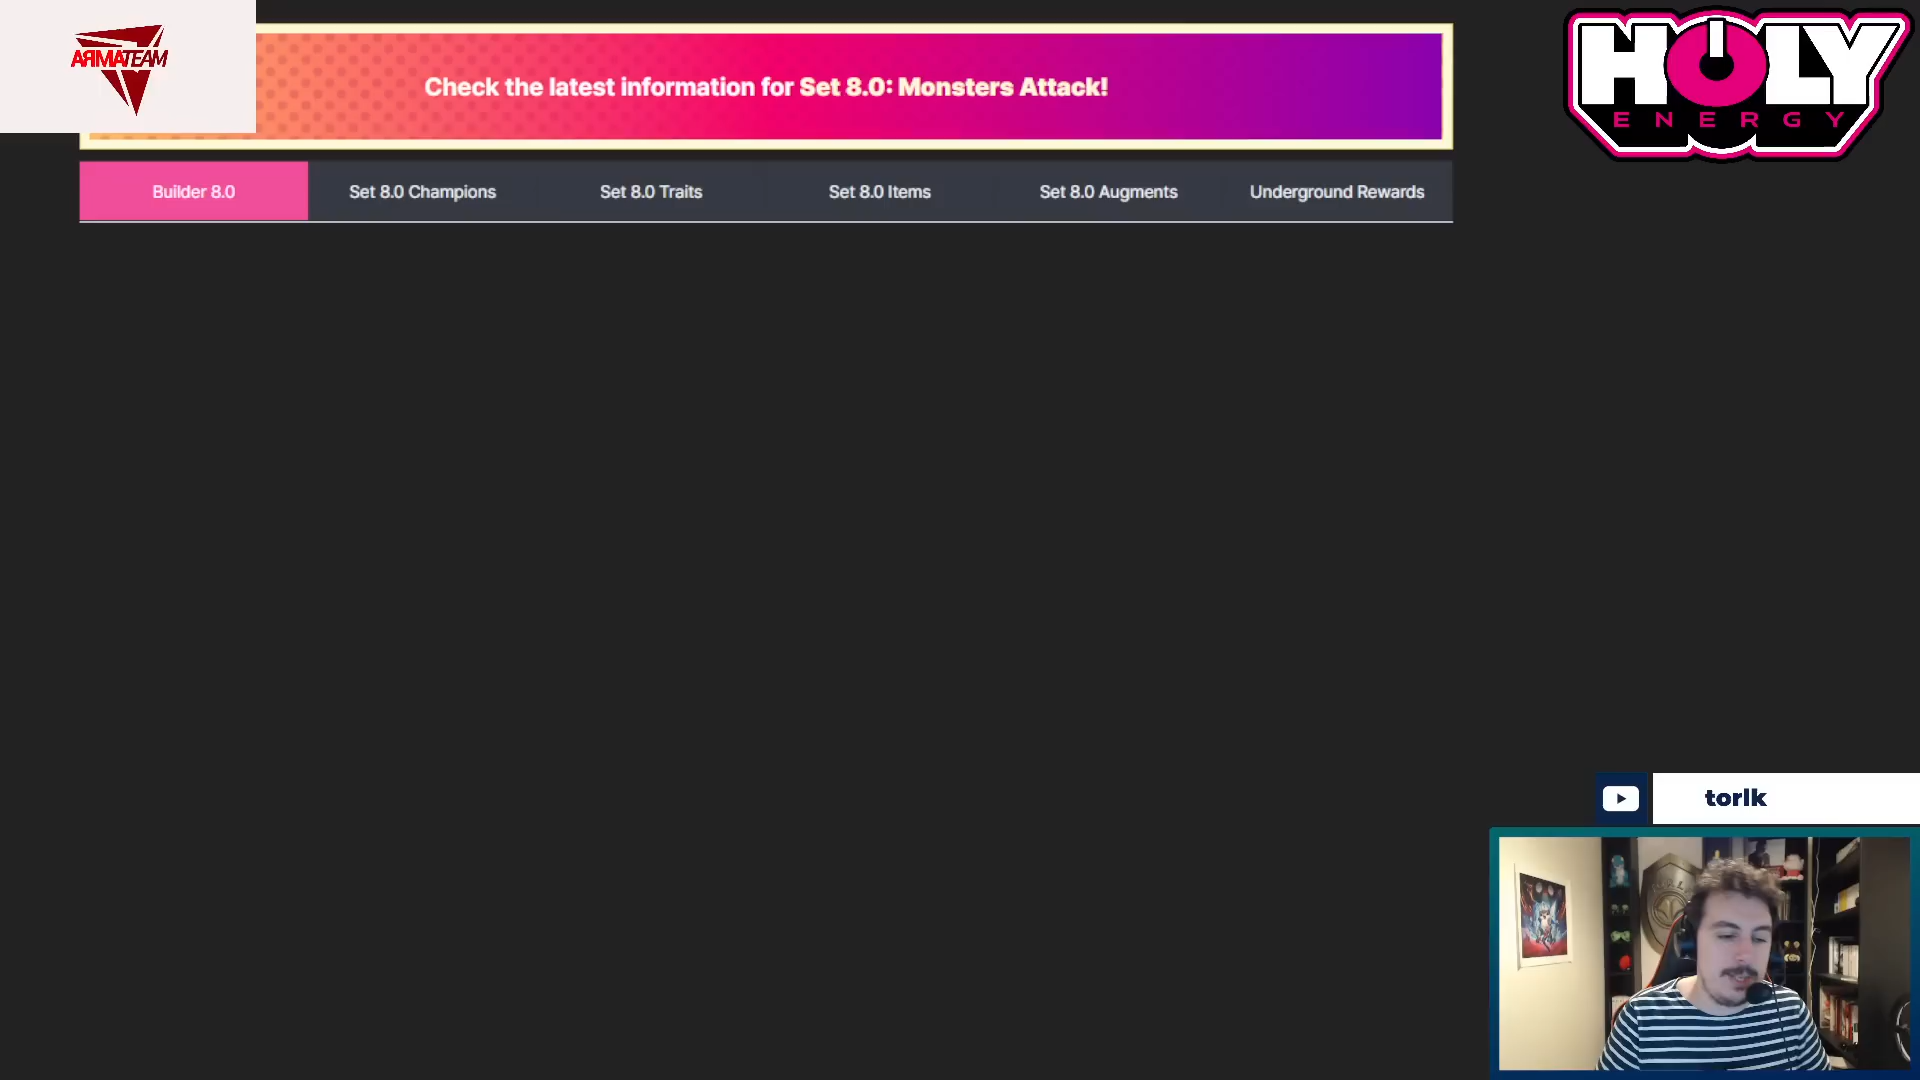 ARMATEAM
Check the latest information for Set 8.0: Monsters Attack!
HOLY
ENERGY
Builder 8.0
Set 8.0 Champions
Set 8.0 Traits
Set 8.0 Items
Set 8.0 Augments
Underground Rewards
torlk